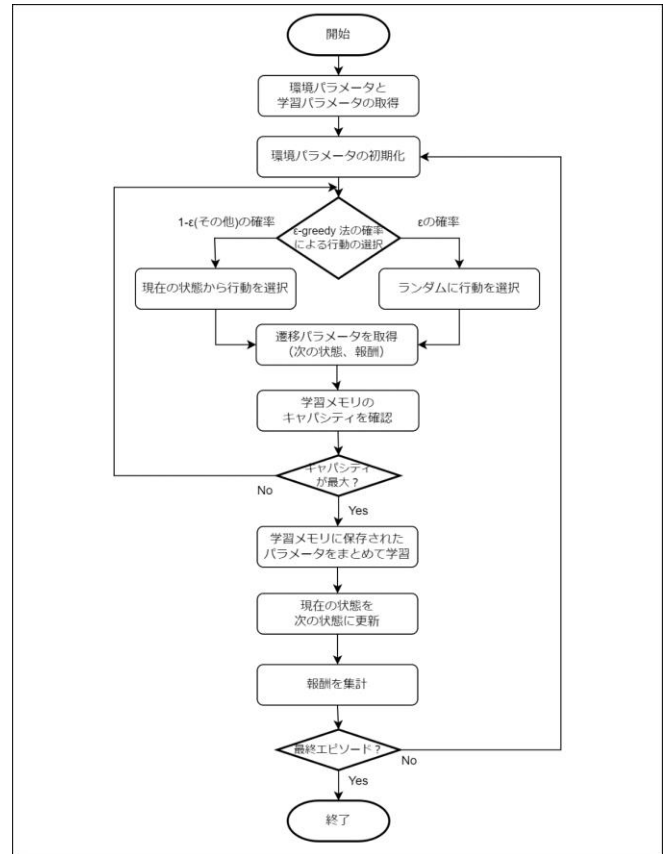 開始
環境パラメータと
学習パラメータの取得
環境パラメータの初期化
1-ε(その他)の確率
ε-greedy 法の確率
による行動の選択
εの確率
現在の状態から行動を選択
ランダムに行動を選択
遷移パラメータを取得
(次の状態、報酬)
学習メモリの
キャパシティを確認
キャパシティ
が最大？
No
Yes
学習メモリに保存された
パラメータをまとめて学習
現在の状態を
次の状態に更新
報酬を集計
最終エピソード？
No
Yes
終了